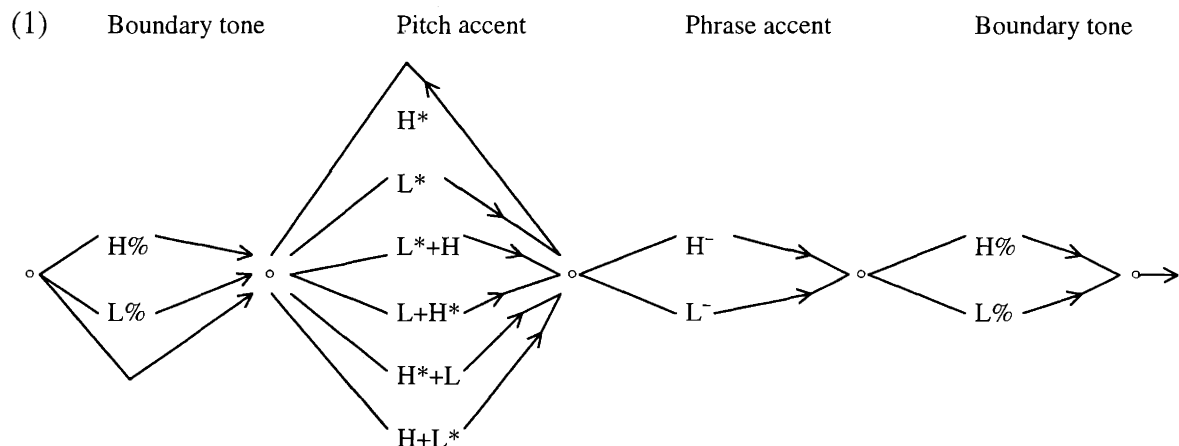 (1) Boundary tone Pitch accent Phrase accent Boundary tone
H*
L*
H% L*+H H⁻ H%
L% L+H* L⁻ L%
H*+L
H+L*